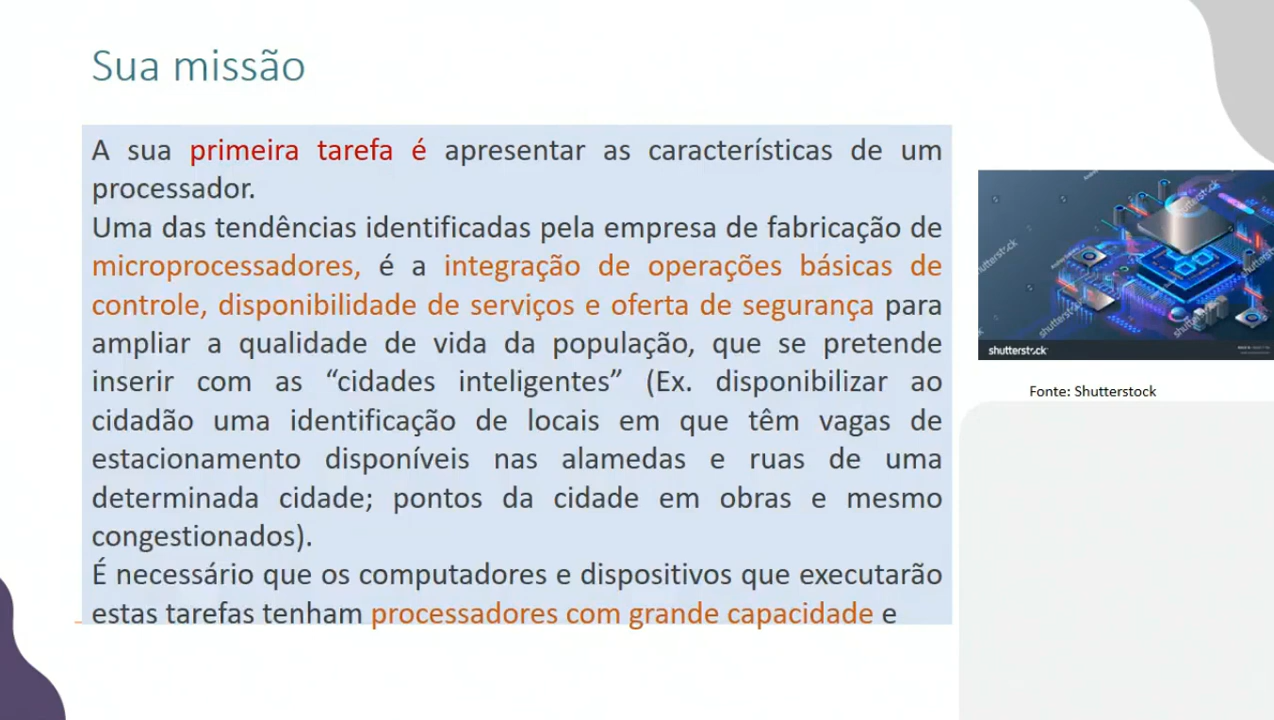 Sua missão
A sua primeira tarefa é apresentar as características de um
processador.
Uma das tendências identificadas pela empresa de fabricação de
microprocessadores, é a integração de operações básicas de
controle, disponibilidade de serviços e oferta de segurança para
ampliar a qualidade de vida da população, que se pretende
inserir com as “cidades inteligentes” (Ex. disponibilizar ao
cidadão uma identificação de locais em que têm vagas de
estacionamento disponíveis nas alamedas e ruas de uma
determinada cidade; pontos da cidade em obras e mesmo
congestionados).
É necessário que os computadores e dispositivos que executarão
estas tarefas tenham processadores com grande capacidade e
shutterstock
Fonte: Shutterstock